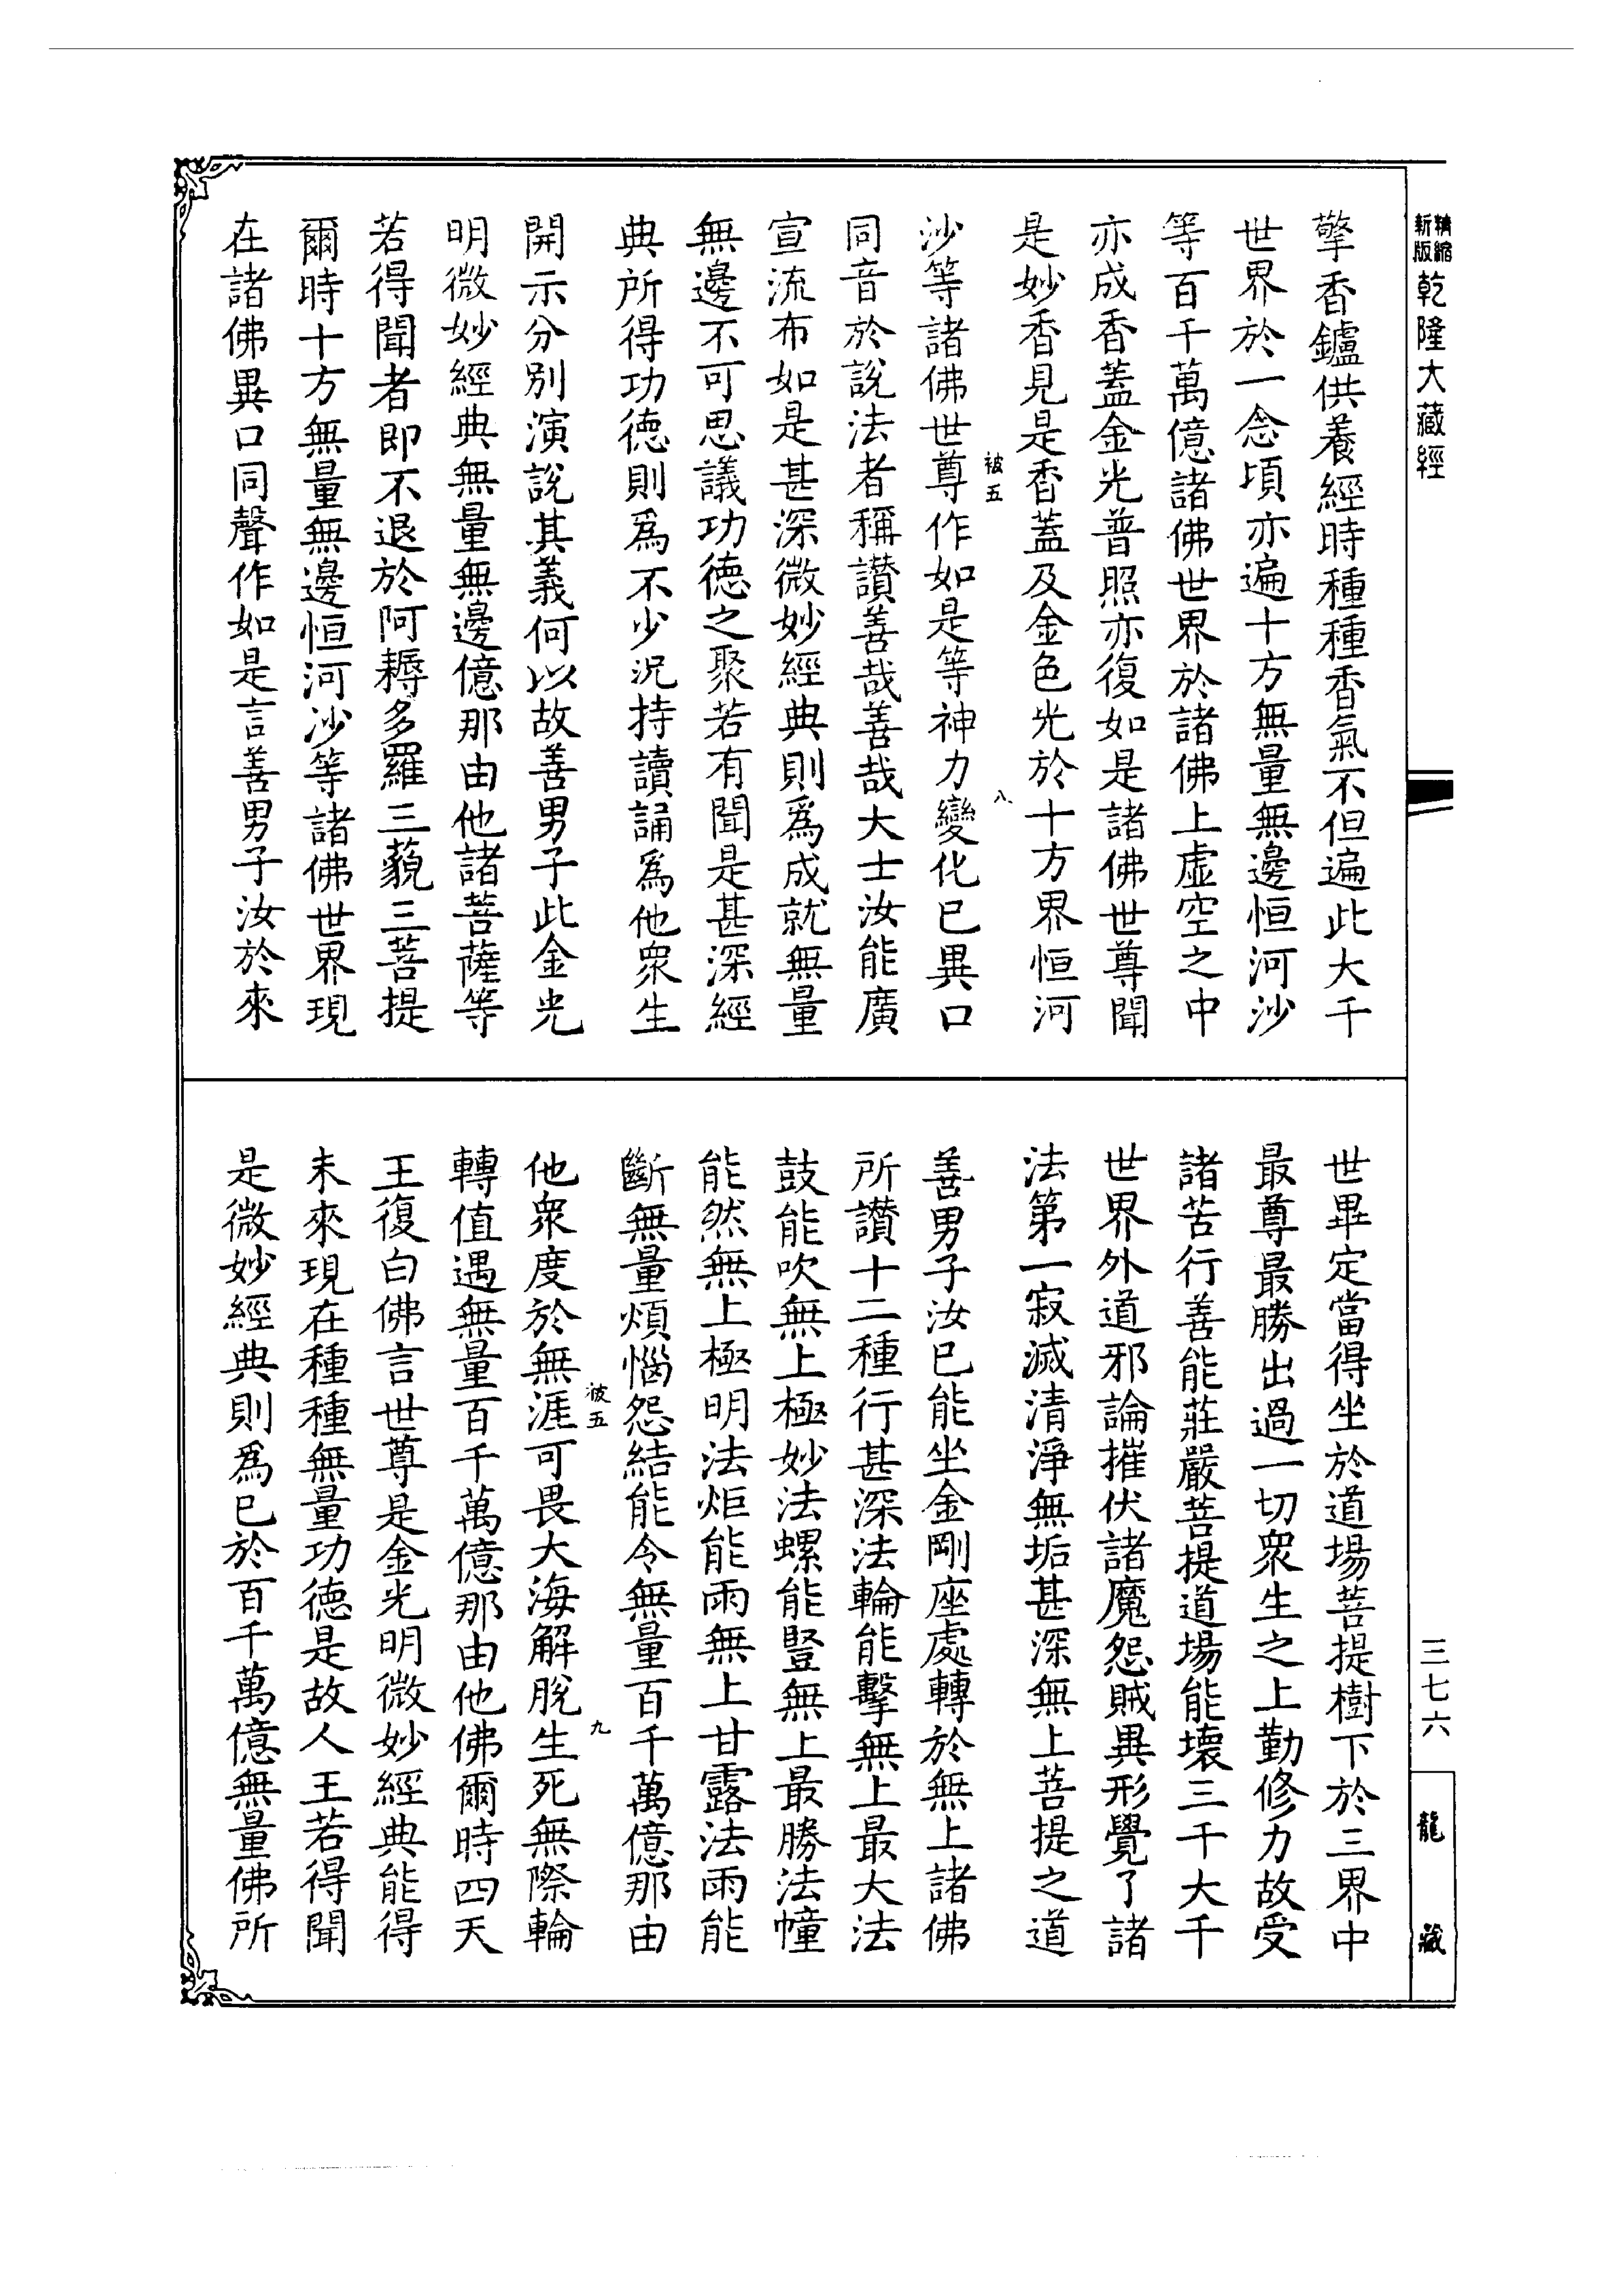 精縮
新版
乾隆大藏經
擎香鑪供養經時種種香氣不但遍此大千
世界於一念頃亦遍十方無量無邊恒河沙
等百千萬億諸佛世界於諸佛上虛空之中
亦成香蓋金光普照亦復如是諸佛世尊聞
是妙香見是香蓋及金色光於十方界恒河
被五
八
沙等諸佛世尊作如是等神力變化已異口
同音於說法者稱讚善哉善哉大士汝能廣
宣流布如是甚深微妙經典則爲成就無量
無邊不可思議功德之聚若有聞是甚深經
典所得功德則爲不少況持讀誦爲他衆生
開示分別演說其義何以故善男子此金光
明微妙經典無量無邊億那由他諸菩薩等
若得聞者即不退於阿耨多羅三藐三菩提
爾時十方無量無邊恒河沙等諸佛世界現
在諸佛異口同聲作如是言善男子汝於來
世畢定當得坐於道場菩提樹下於三界中
最尊最勝出過一切衆生之上勤修力故受
諸苦行善能莊嚴菩提道場能壞三千大千
世界外道邪論摧伏諸魔怨賊異形覺了諸
法第一寂滅清淨無垢甚深無上菩提之道
善男子汝已能坐金剛座處轉於無上諸佛
所讚十二種行甚深法輪能擊無上最大法
鼓能吹無上極妙法螺能豎無上最勝法幢
能然無上極明法炬能雨無上甘露法雨能
斷無量煩惱怨結能令無量百千萬億那由
被五
九
他衆度於無涯可畏大海解脫生死無際輪
轉值遇無量百千萬億那由他佛爾時四天
王復白佛言世尊是金光明微妙經典能得
未來現在種種無量功德是故人王若得聞
是微妙經典則爲已於百千萬億無量佛所
三七六
龍藏